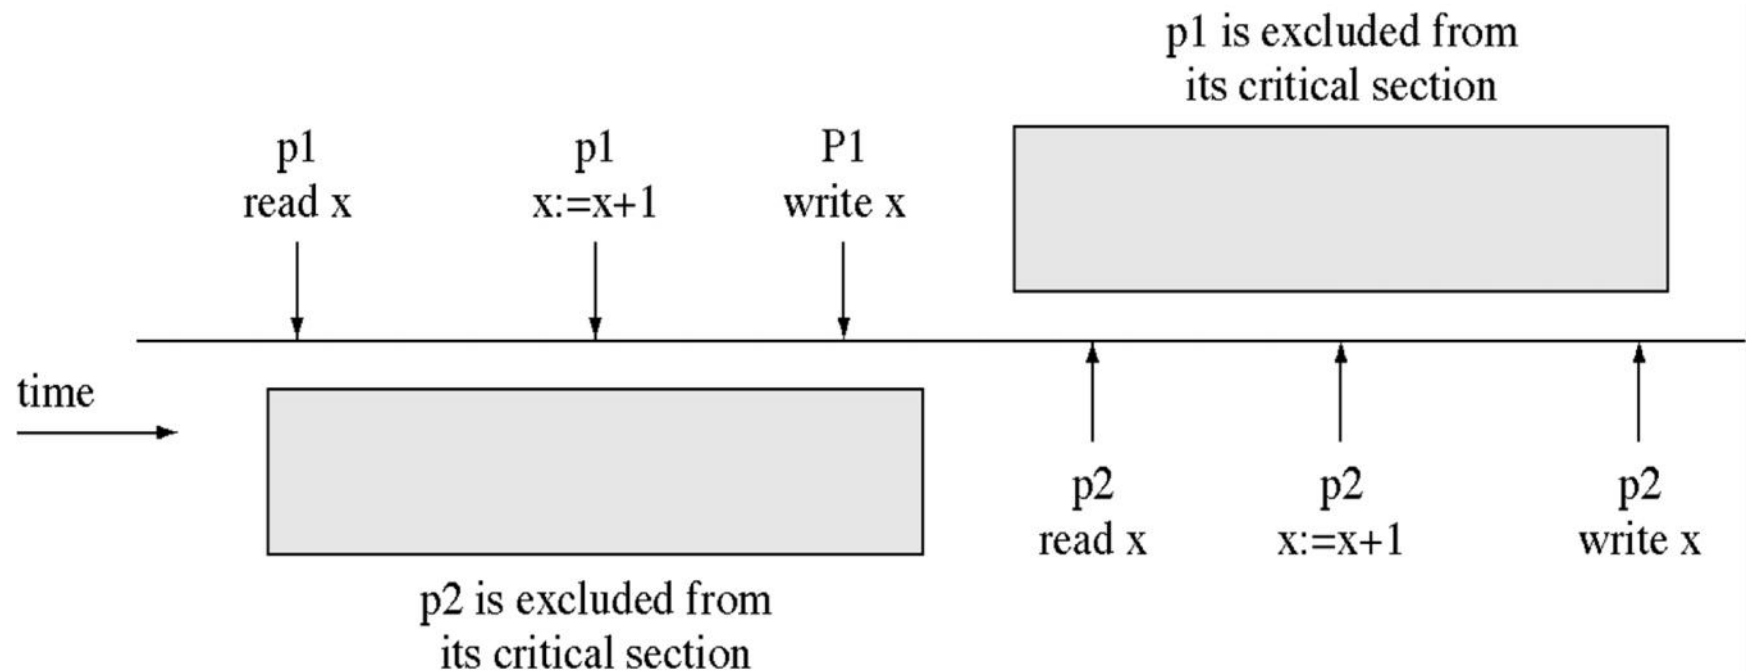 p1 is excluded from
its critical section
p1
read x
p1
x:=x+1
P1
write x
time
p2
read x
p2
x:=x+1
p2
write x
p2 is excluded from
its critical section